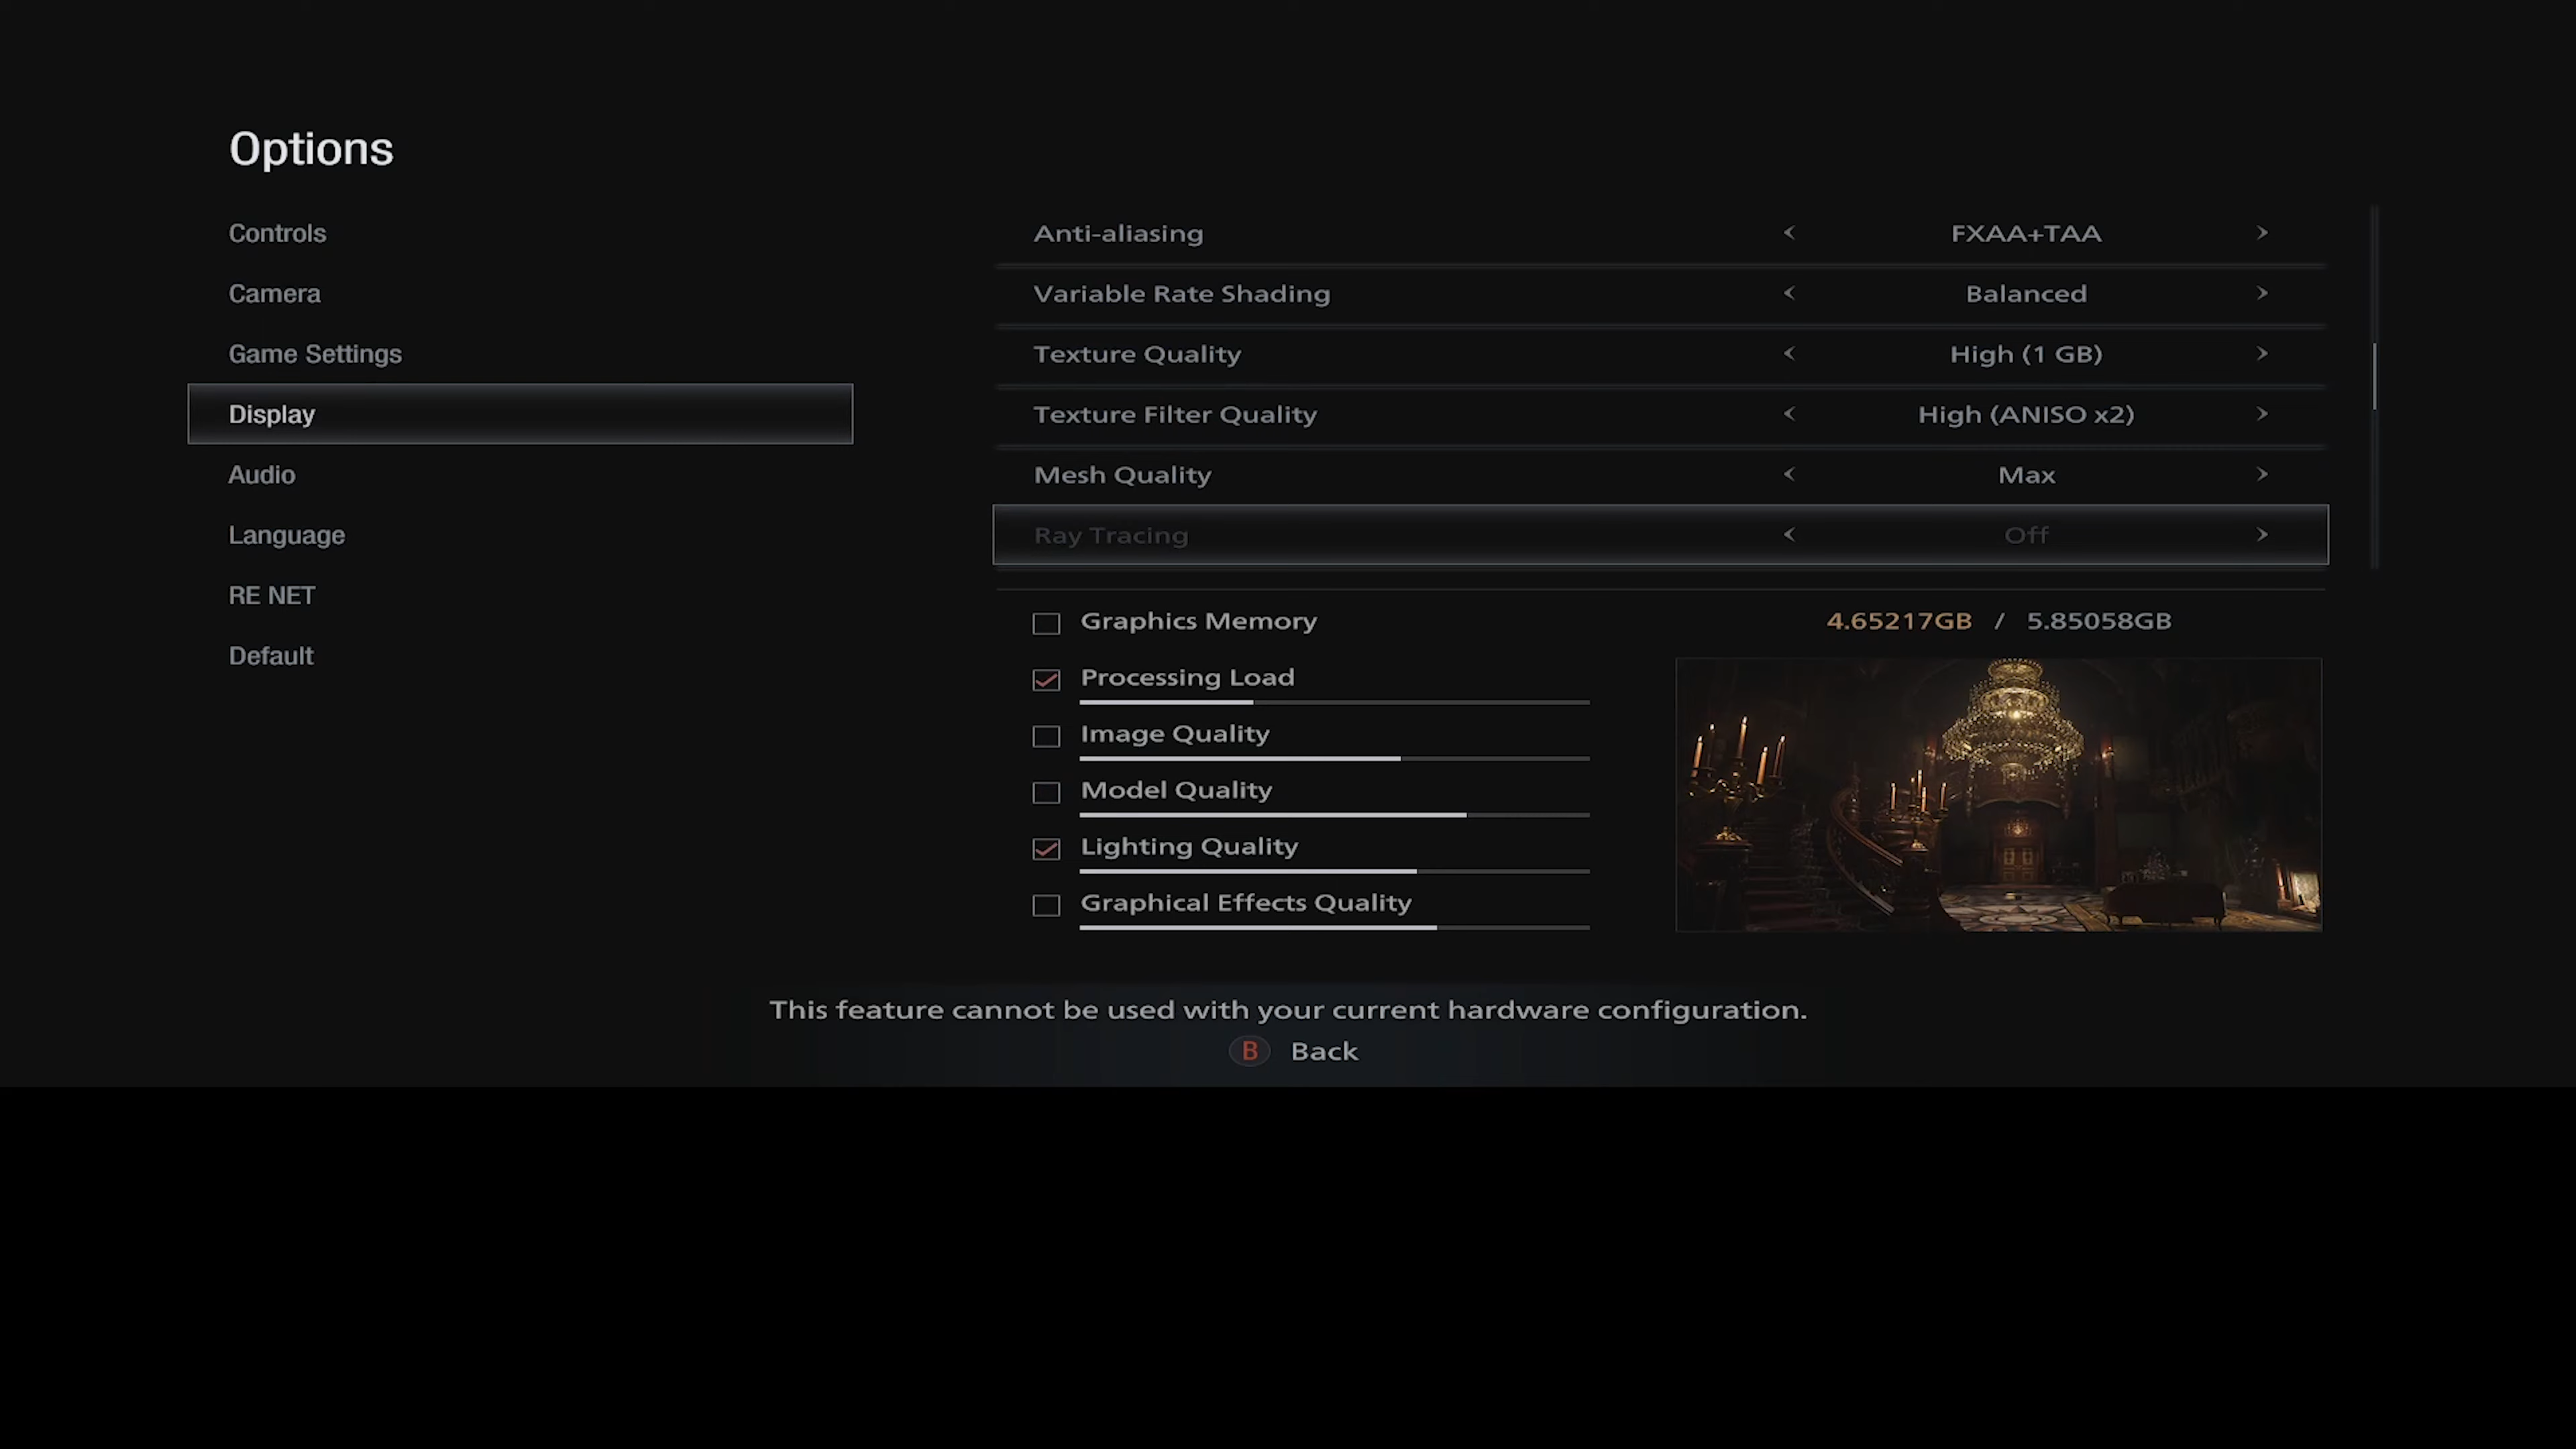 Options
Controls
Camera
Game Settings
Display
Audio
Language
RE NET
Default
Anti-aliasing < FXAA+TAA >
Variable Rate Shading < Balanced >
Texture Quality < High (1 GB) >
Texture Filter Quality < High (ANISO x2) >
Mesh Quality < Max >
Ray Tracing < Off >
Graphics Memory 4.65217GB / 5.85058GB
Processing Load
Image Quality
Model Quality
Lighting Quality
Graphical Effects Quality
This feature cannot be used with your current hardware configuration.
B Back